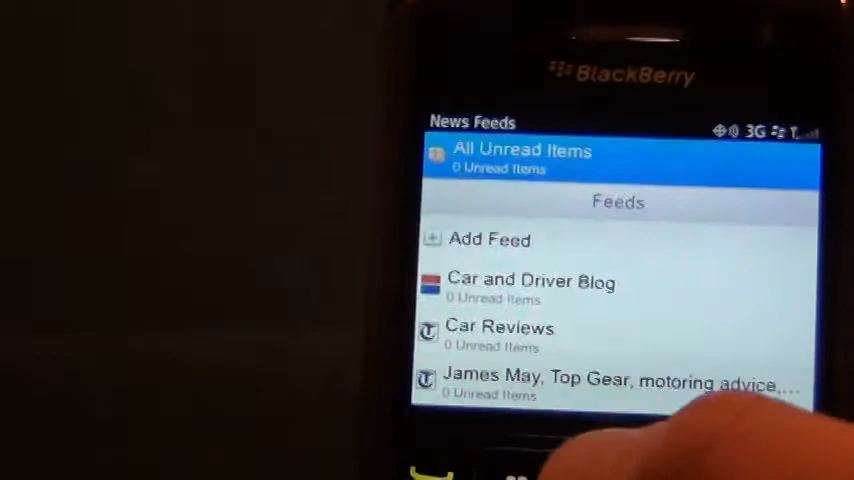 BlackBerry
News Feeds 3G
All Unread Items
0 Unread Items
Feeds
Add Feed
Car and Driver Blog
0 Unread Items
Car Reviews
0 Unread Items
James May, Top Gear, motoring advice,...
0 Unread Items